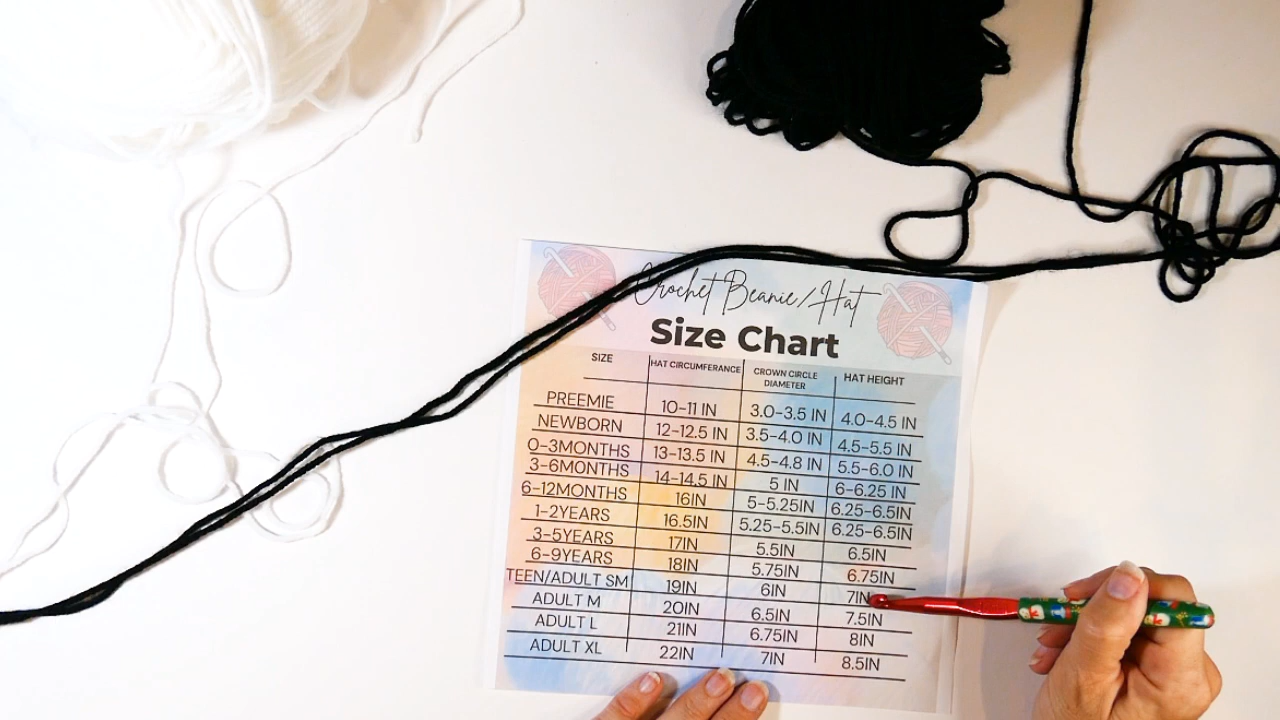 Crochet Beanie/Hat
Size Chart
SIZE HAT CIRCUMFERANCE CROWN CIRCLE DIAMETER HAT HEIGHT
PREEMIE 10-11 IN 3.0-3.5 IN 4.0-4.5 IN
NEWBORN 12-12.5 IN 3.5-4.0 IN 4.5-5.5 IN
0-3MONTHS 13-13.5 IN 4.5-4.8 IN 5.5-6.0 IN
3-6MONTHS 14-14.5 IN 5 IN 6-6.25 IN
6-12MONTHS 16IN 5-5.25IN 6.25-6.5IN
1-2YEARS 16.5IN 5.25-5.5IN 6.25-6.5IN
3-5YEARS 17IN 5.5IN 6.5IN
6-9YEARS 18IN 5.75IN 6.75IN
TEEN/ADULT SM 19IN 6IN 7IN
ADULT M 20IN 6.5IN 7.5IN
ADULT L 21IN 6.75IN 8IN
ADULT XL 22IN 7IN 8.5IN